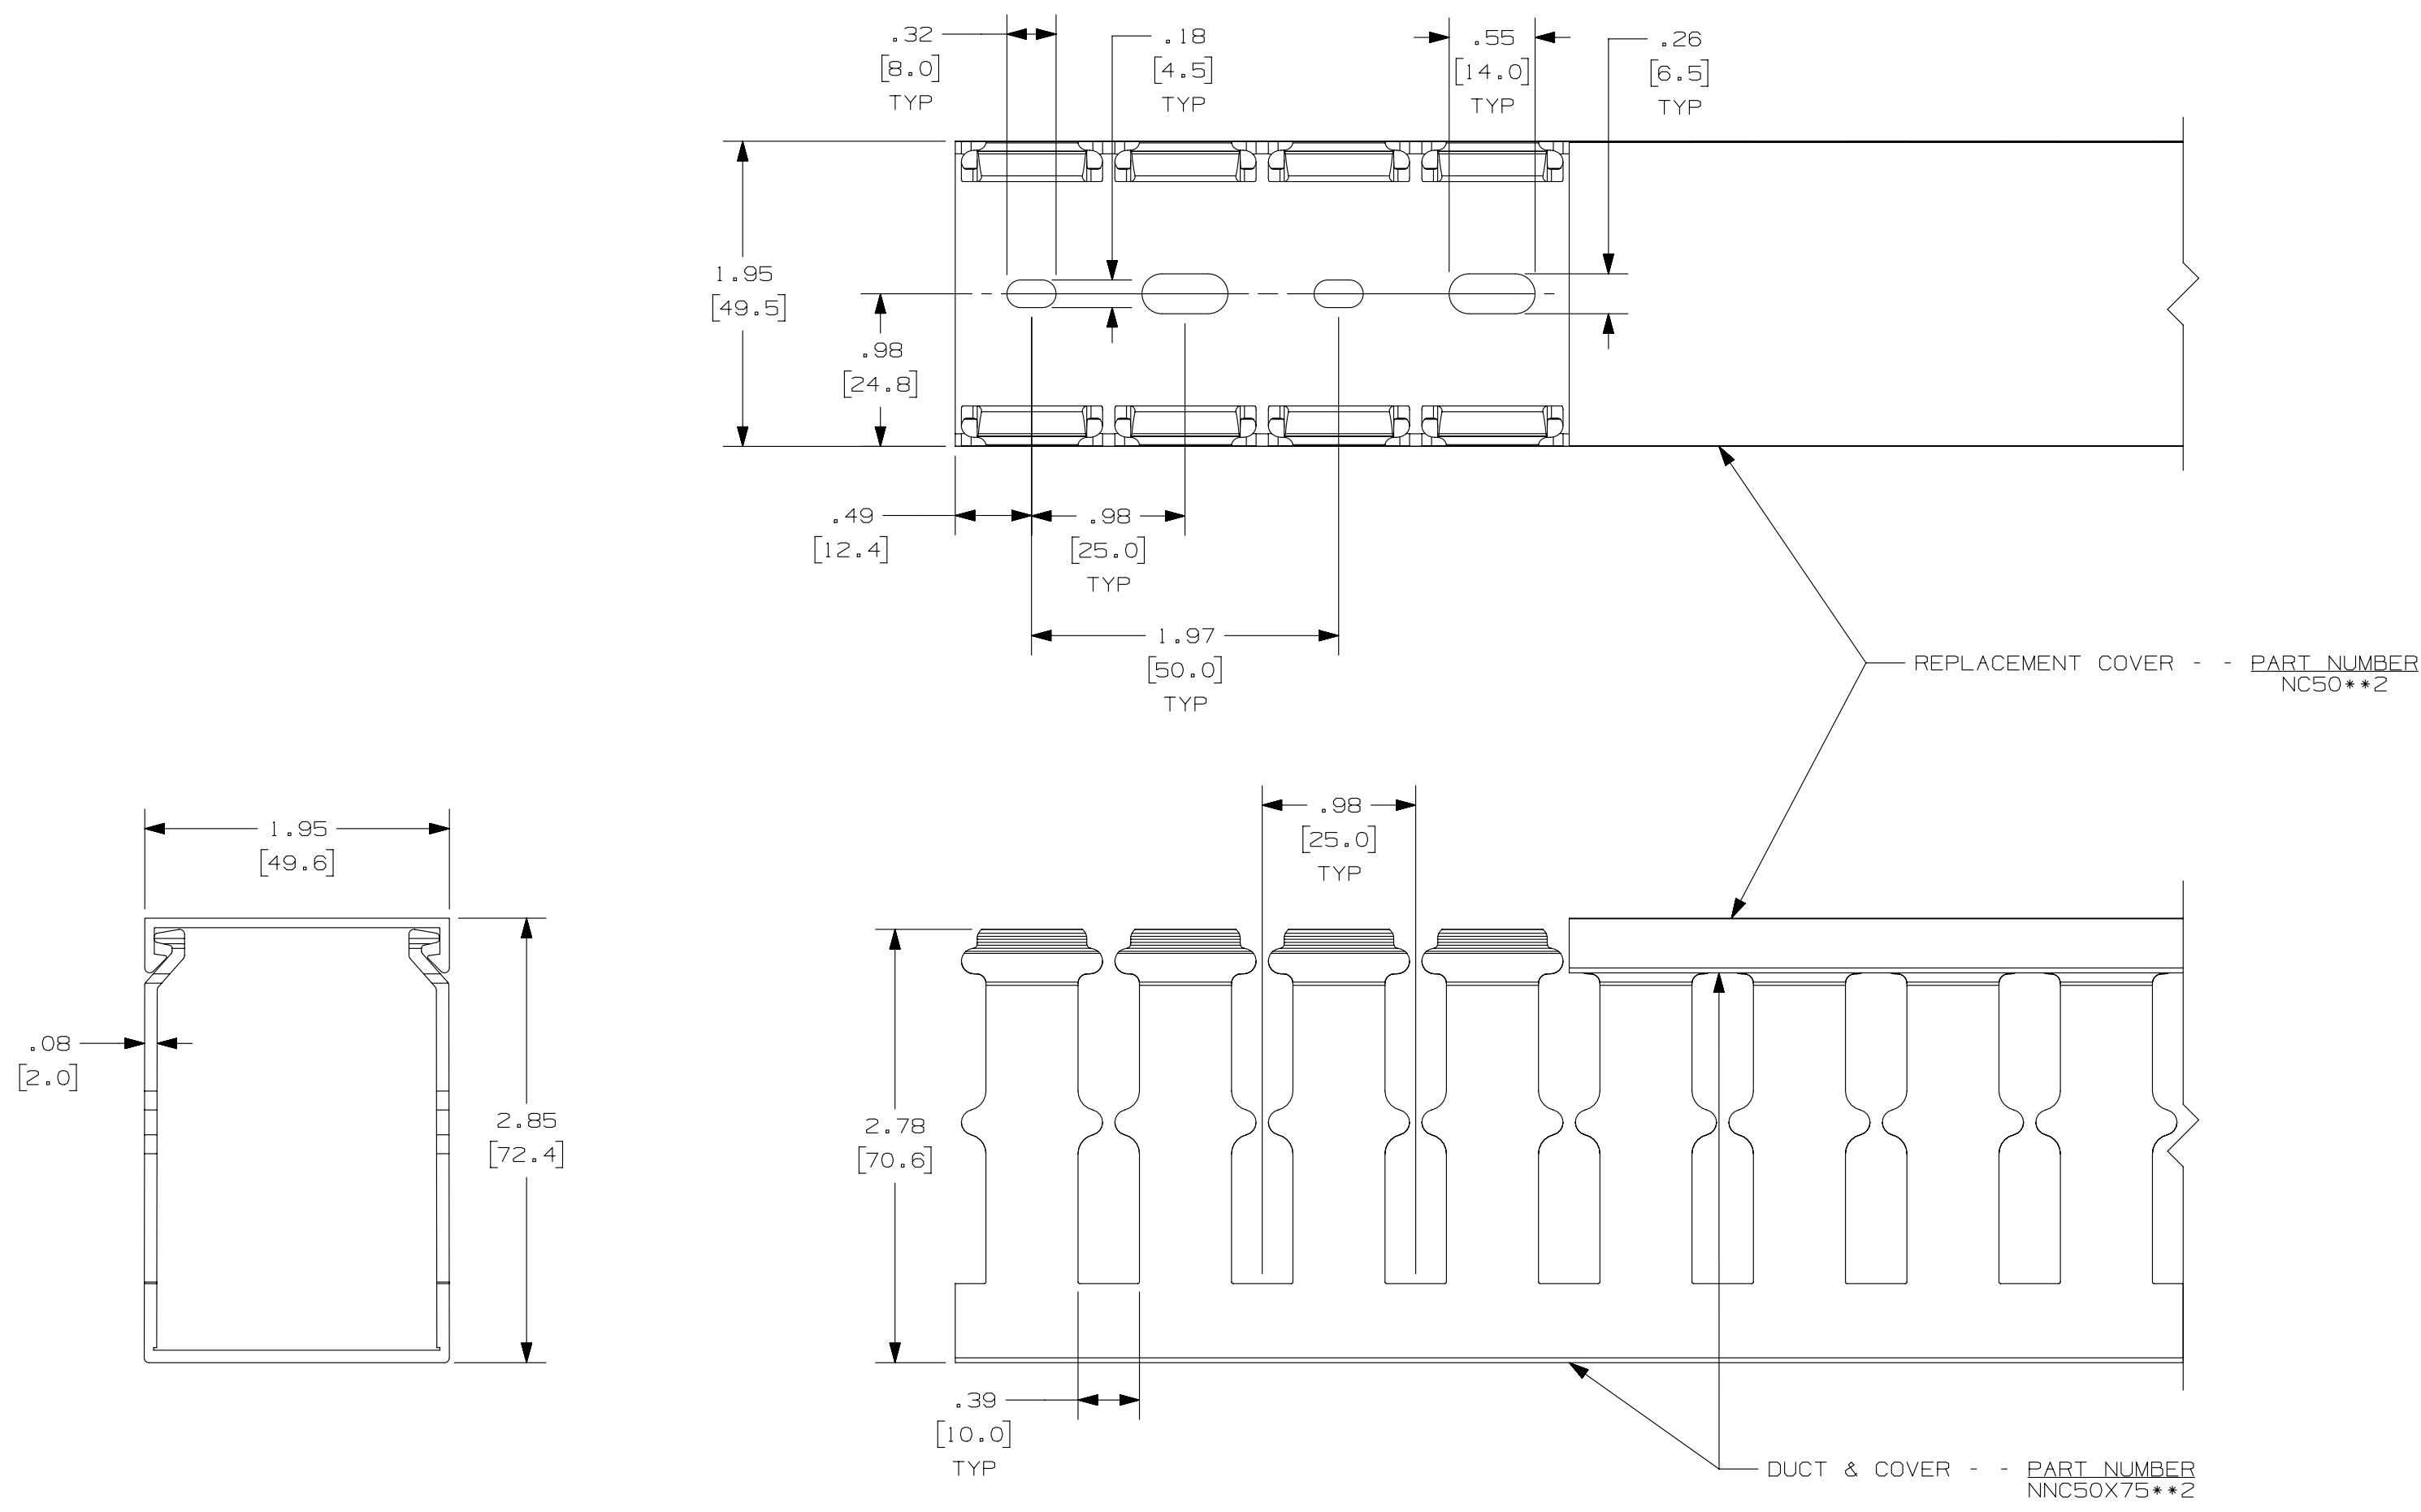 .32
[8.0]
TYP
.18
[4.5]
TYP
.55
[14.0]
TYP
.26
[6.5]
TYP
1.95
[49.5]
.98
[24.8]
.49
[12.4]
.98
[25.0]
TYP
1.97
[50.0]
TYP
REPLACEMENT COVER - - PART NUMBER
NC50**2
1.95
[49.6]
.98
[25.0]
TYP
.08
[2.0]
2.85
[72.4]
2.78
[70.6]
.39
[10.0]
TYP
DUCT & COVER - - PART NUMBER
NNC50X75**2